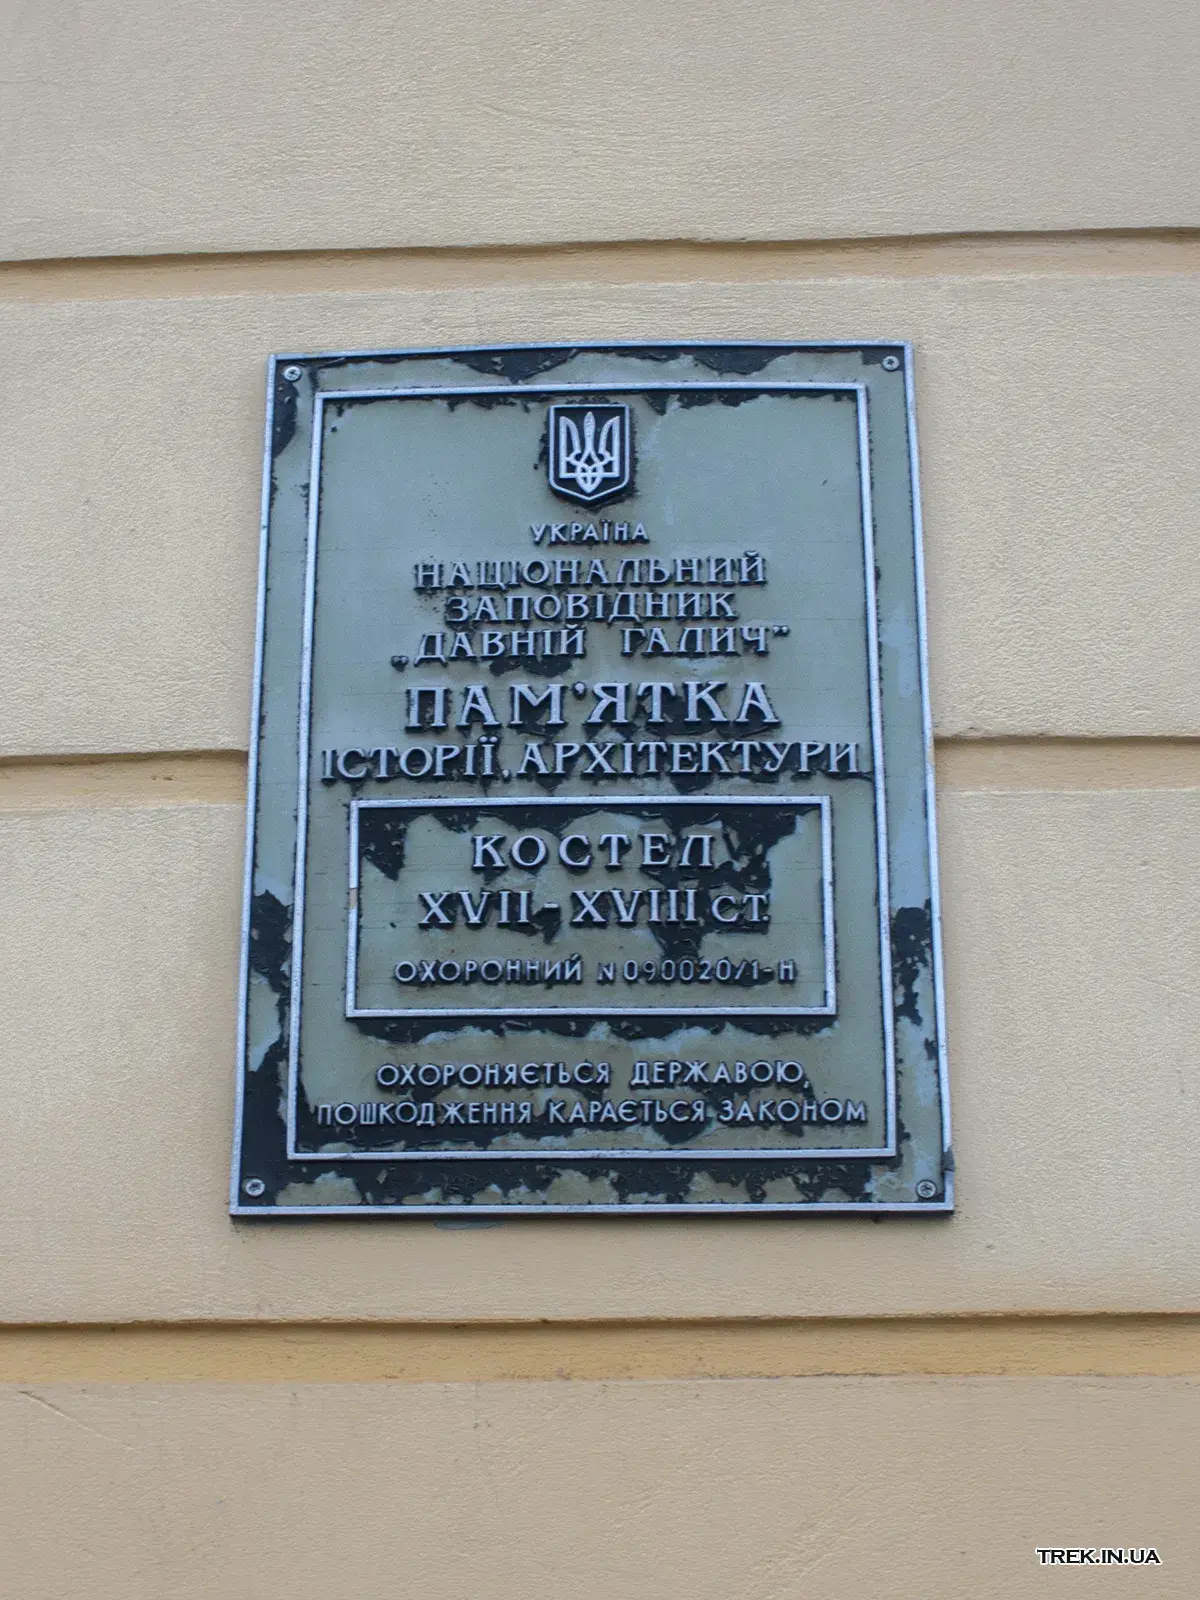 УКРАЇНА
НАЦІОНАЛЬНИЙ
ЗАПОВІДНИК
„ДАВНІЙ ГАЛИЧ”
ПАМ'ЯТКА
ІСТОРІЇ, АРХІТЕКТУРИ
КОСТЕЛ
XVII - XVIII СТ.
ОХОРОННИЙ N 090020/1-Н
ОХОРОНЯЄТЬСЯ ДЕРЖАВОЮ,
ПОШКОДЖЕННЯ КАРАЄТЬСЯ ЗАКОНОМ
TREK.IN.UA